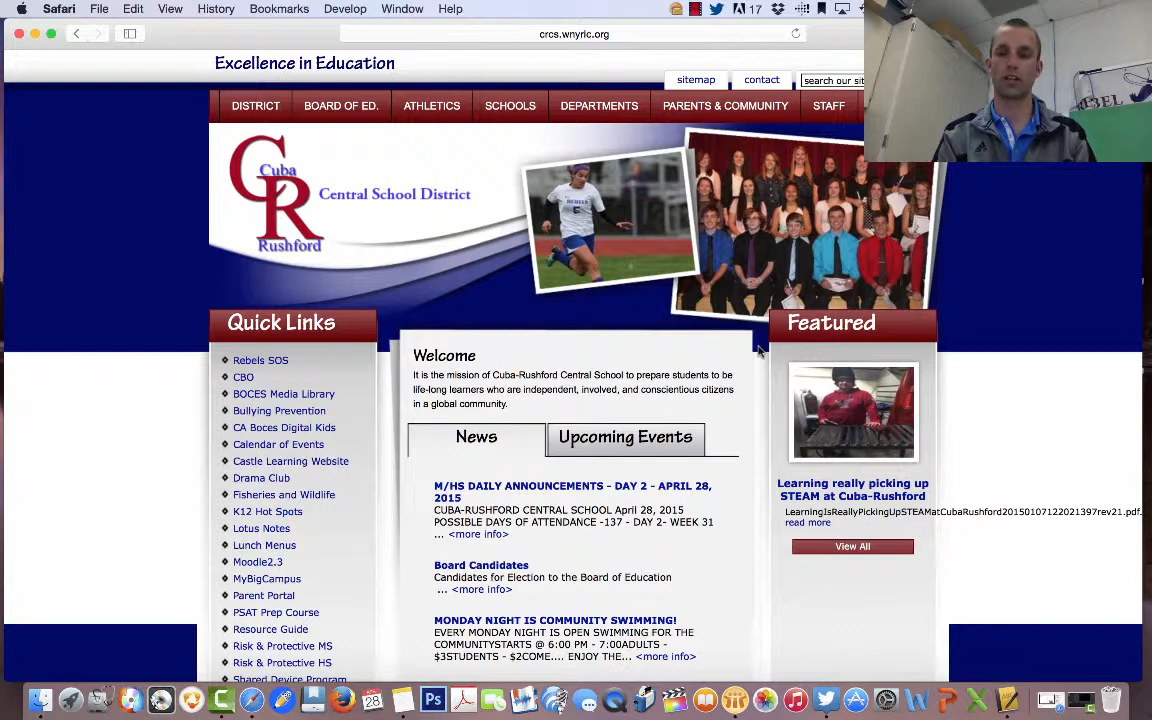 Safari File Edit View History Bookmarks Develop Window Help 17
crcs.wnyric.org
Excellence in Education
sitemap contact search our sit
DISTRICT BOARD OF ED. ATHLETICS SCHOOLS DEPARTMENTS PARENTS & COMMUNITY STAFF
Cuba
CR
Rushford
Central School District
REBELS
Quick Links
Rebels SOS
CBO
BOCES Media Library
Bullying Prevention
CA Boces Digital Kids
Calendar of Events
Castle Learning Website
Drama Club
Fisheries and Wildlife
K12 Hot Spots
Lotus Notes
Lunch Menus
Moodle2.3
MyBigCampus
Parent Portal
PSAT Prep Course
Resource Guide
Risk & Protective MS
Risk & Protective HS
Shared Device Program
Welcome
It is the mission of Cuba-Rushford Central School to prepare students to be
life-long learners who are independent, involved, and conscientious citizens
in a global community.
News Upcoming Events
M/HS DAILY ANNOUNCEMENTS - DAY 2 - APRIL 28,
2015
CUBA-RUSHFORD CENTRAL SCHOOL April 28, 2015
POSSIBLE DAYS OF ATTENDANCE -137 - DAY 2- WEEK 31
... <more info>
Board Candidates
Candidates for Election to the Board of Education
... <more info>
MONDAY NIGHT IS COMMUNITY SWIMMING!
EVERY MONDAY NIGHT IS OPEN SWIMMING FOR THE
COMMUNITYSTARTS @ 6:00 PM - 7:00ADULTS -
$3STUDENTS - $2COME.... ENJOY THE... <more info>
Featured
Learning really picking up
STEAM at Cuba-Rushford
LearningIsReallyPickingUpSTEAMatCubaRushford20150107122021397rev21.pdf.
read more
View All
28